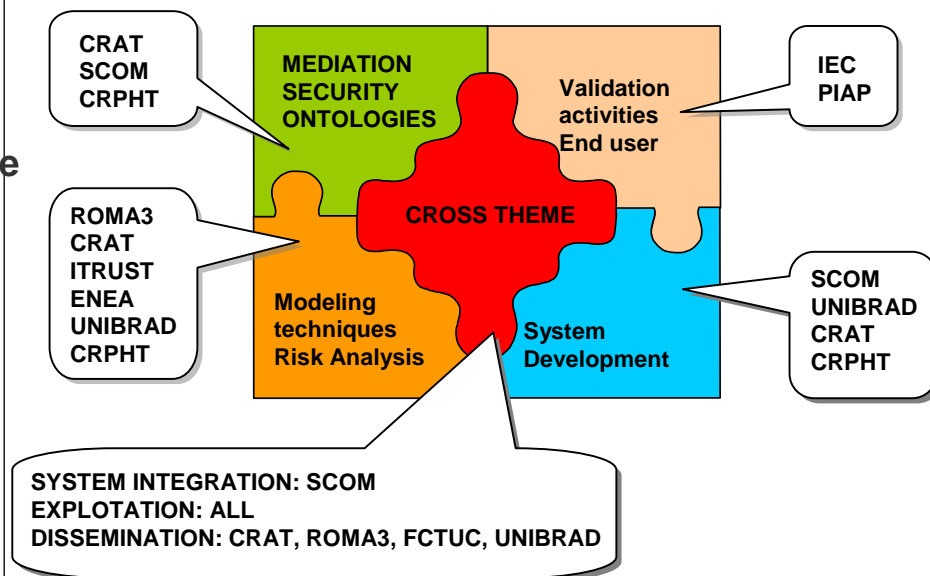 CRAT
SCOM
CRPHT
MEDIATION
SECURITY
ONTOLOGIES
Validation
activities
End user
IEC
PIAP
e
ROMA3
CRAT
ITRUST
ENEA
UNIBRAD
CRPHT
CROSS THEME
Modeling
techniques
Risk Analysis
System
Development
SCOM
UNIBRAD
CRAT
CRPHT
SYSTEM INTEGRATION: SCOM
EXPLOTATION: ALL
DISSEMINATION: CRAT, ROMA3, FCTUC, UNIBRAD